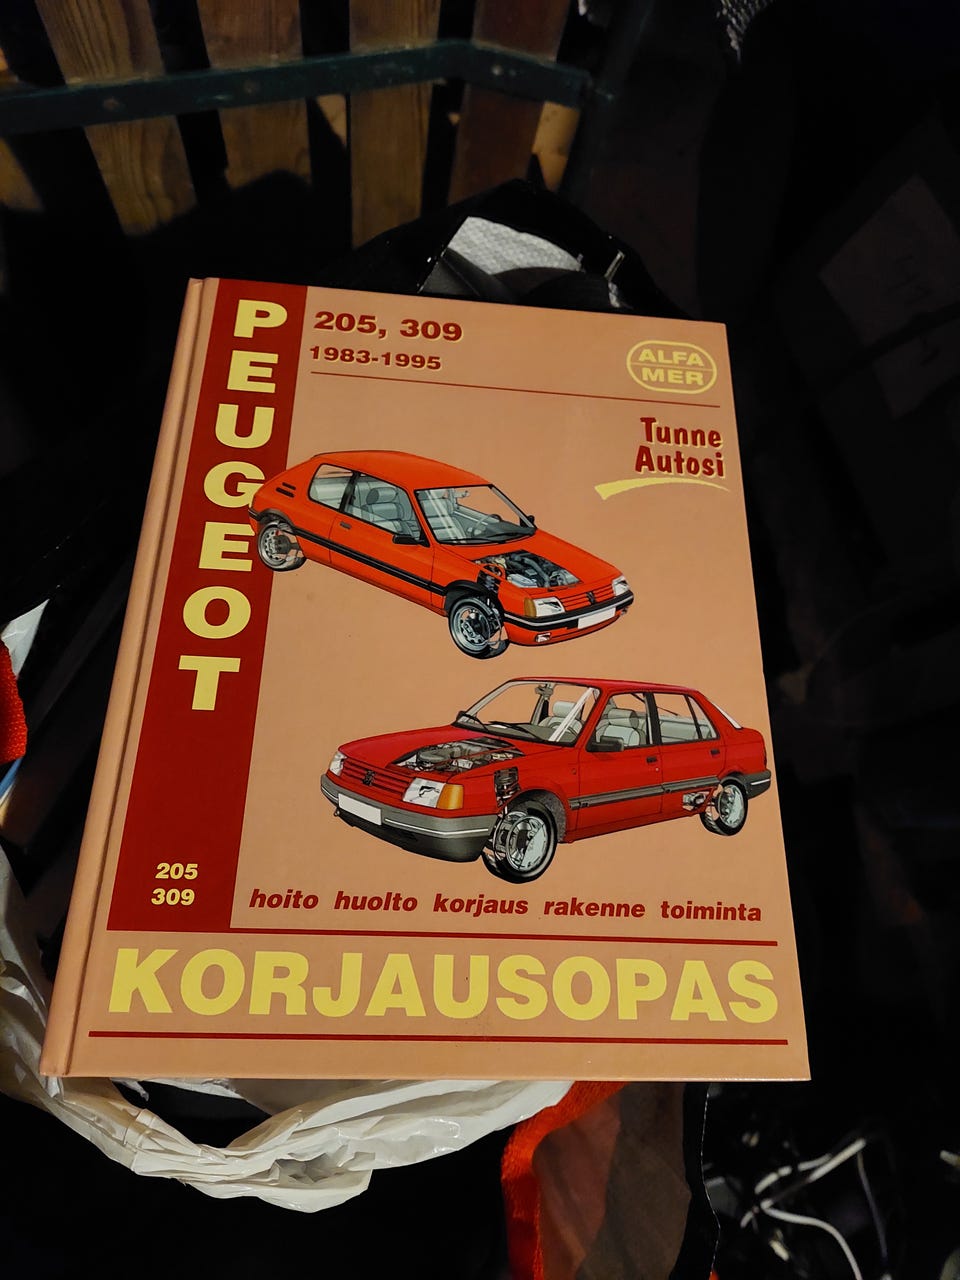 PEUGEOT
205, 309
1983-1995
ALFA
MER
Tunne
Autosi
205
309
hoito huolto korjaus rakenne toiminta
KORJAUSOPAS